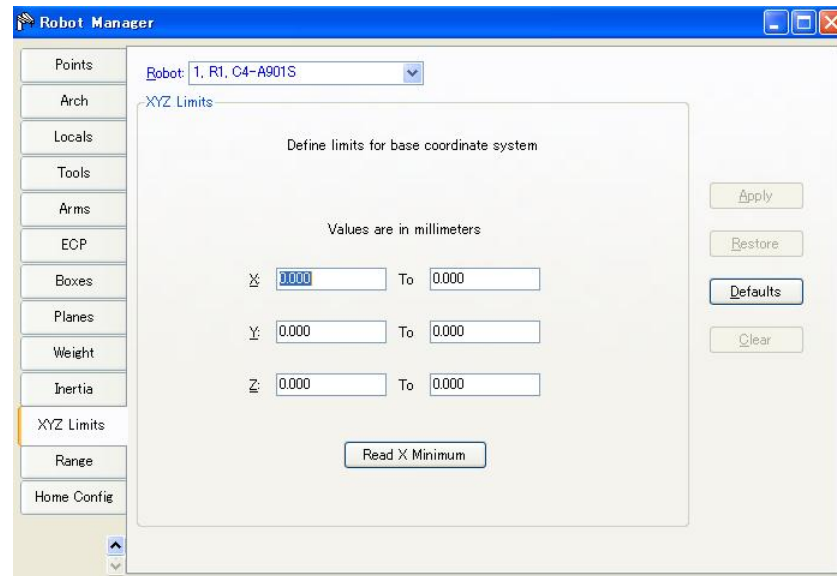 Robot Manager
Points
Arch
Locals
Tools
Arms
ECP
Boxes
Planes
Weight
Inertia
XYZ Limits
Range
Home Config
Robot: 1, R1, C4-A901S
XYZ Limits
Define limits for base coordinate system
Values are in millimeters
X: 0.000 To 0.000
Y: 0.000 To 0.000
Z: 0.000 To 0.000
Read X Minimum
Apply
Restore
Defaults
Clear